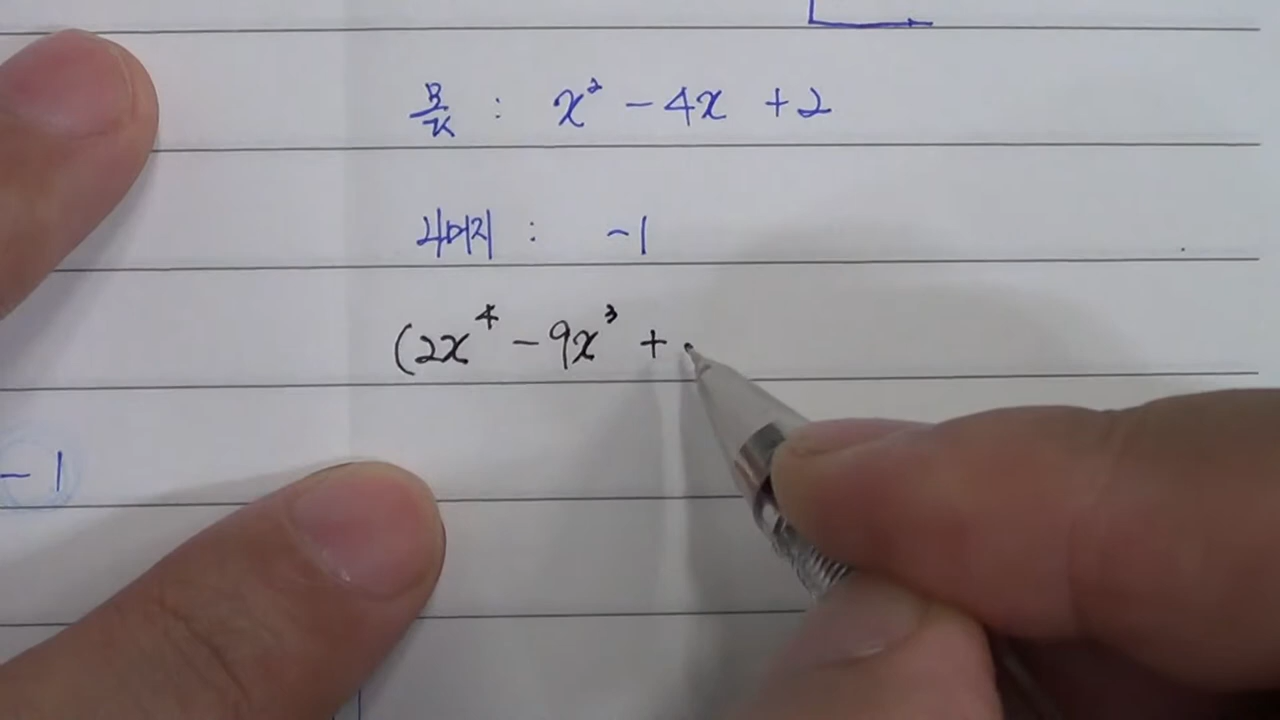 몫 : x² - 4x + 2
나머지 : -1
(2x⁴ - 9x³ +
- 1